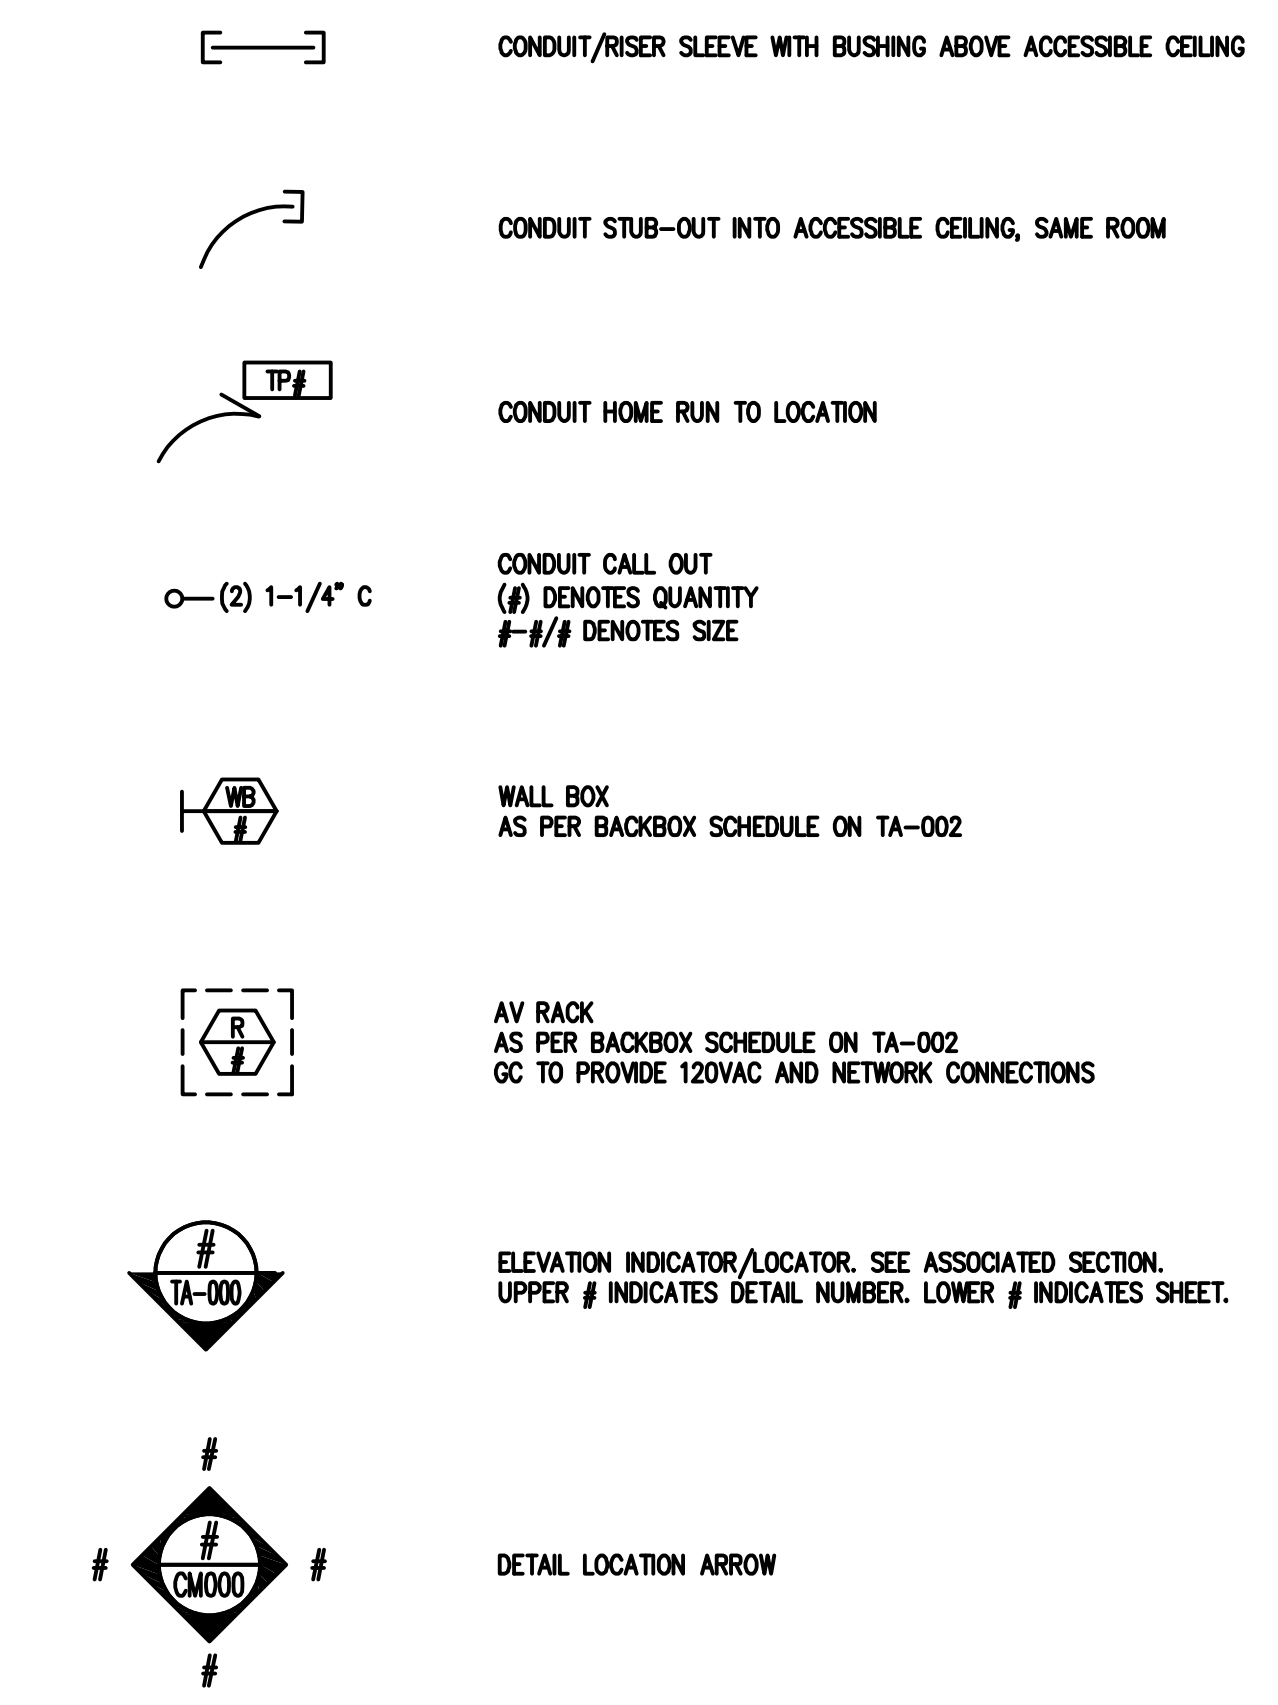 CONDUIT/RISER SLEEVE WITH BUSHING ABOVE ACCESSIBLE CEILING
CONDUIT STUB-OUT INTO ACCESSIBLE CEILING, SAME ROOM
TP#
CONDUIT HOME RUN TO LOCATION
(2) 1-1/4" C
CONDUIT CALL OUT
(#) DENOTES QUANTITY
#-#/# DENOTES SIZE
WB
#
WALL BOX
AS PER BACKBOX SCHEDULE ON TA-002
R
#
AV RACK
AS PER BACKBOX SCHEDULE ON TA-002
GC TO PROVIDE 120VAC AND NETWORK CONNECTIONS
#
TA-000
ELEVATION INDICATOR/LOCATOR. SEE ASSOCIATED SECTION.
UPPER # INDICATES DETAIL NUMBER. LOWER # INDICATES SHEET.
#
#
# #
CM000
#
DETAIL LOCATION ARROW